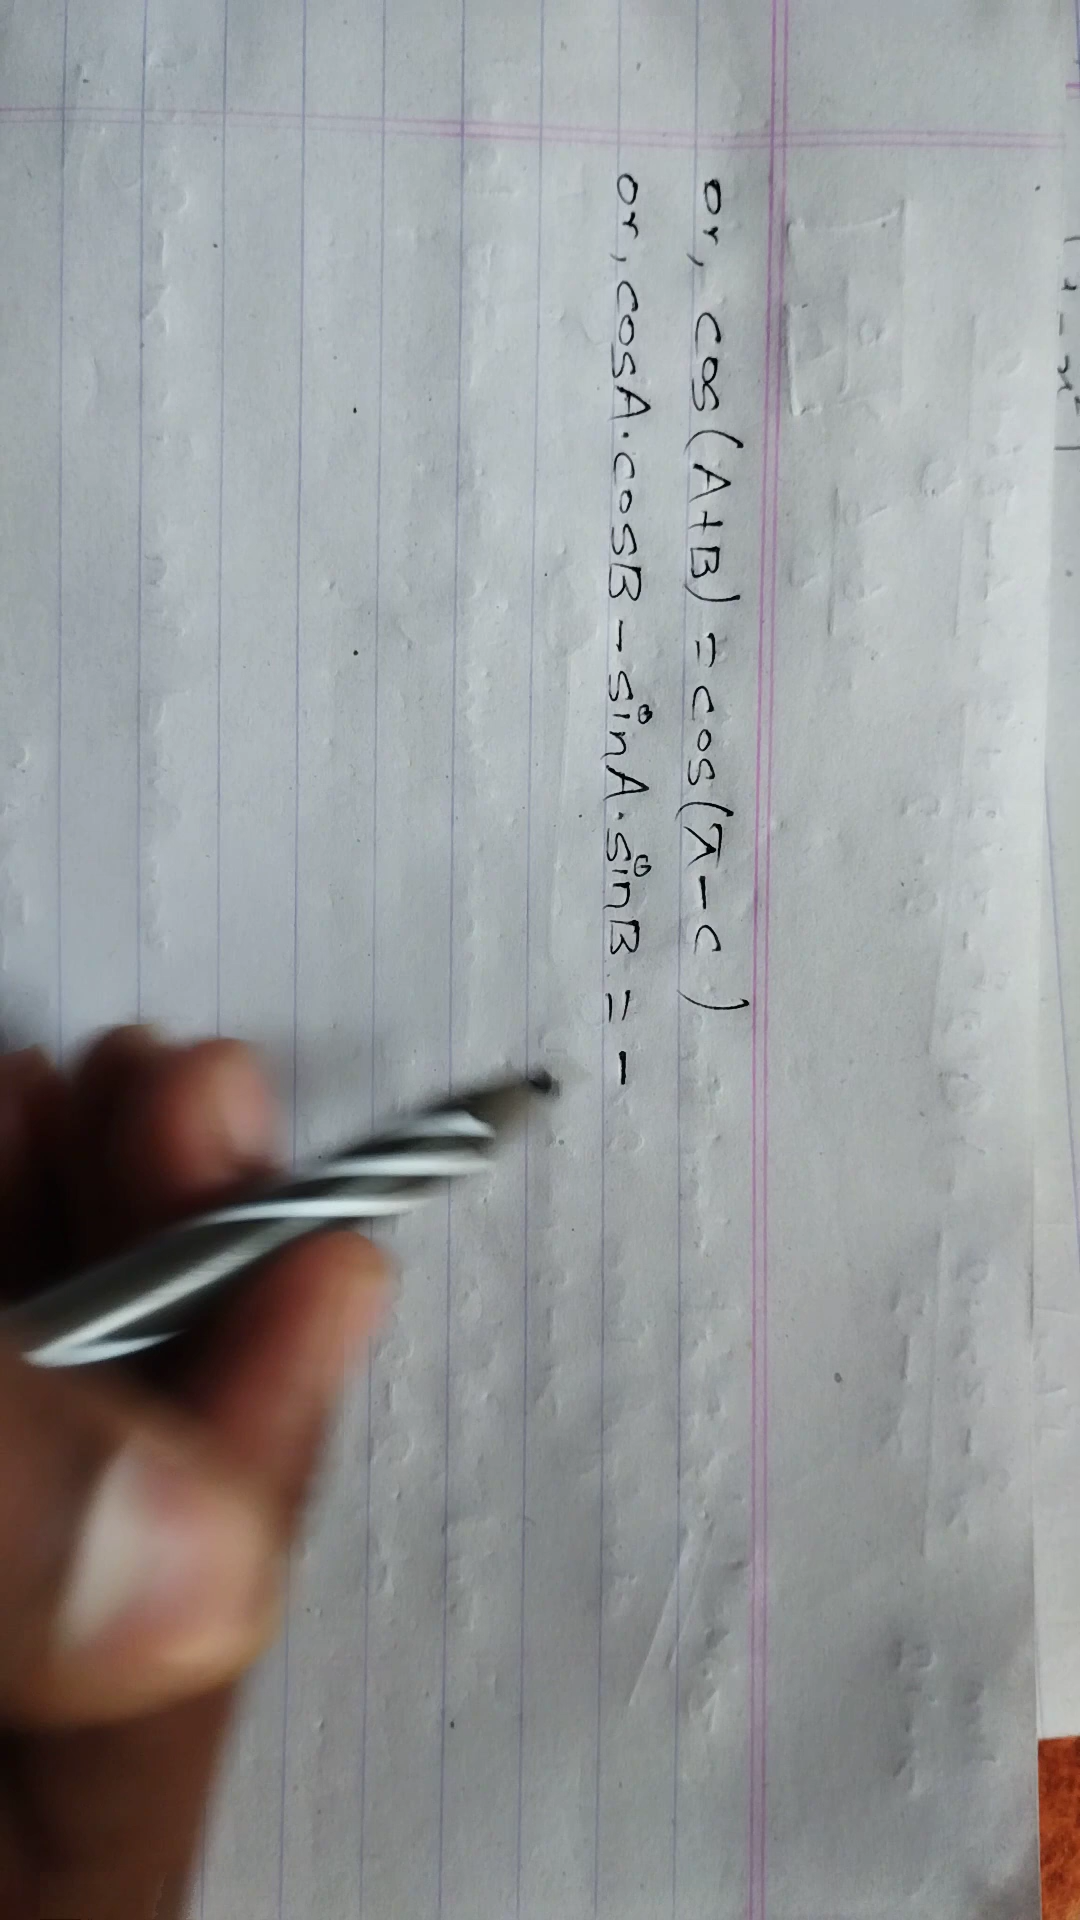 or, cos(A+B) = cos(π-c)
or, cosA.cosB - sinA.sinB = -